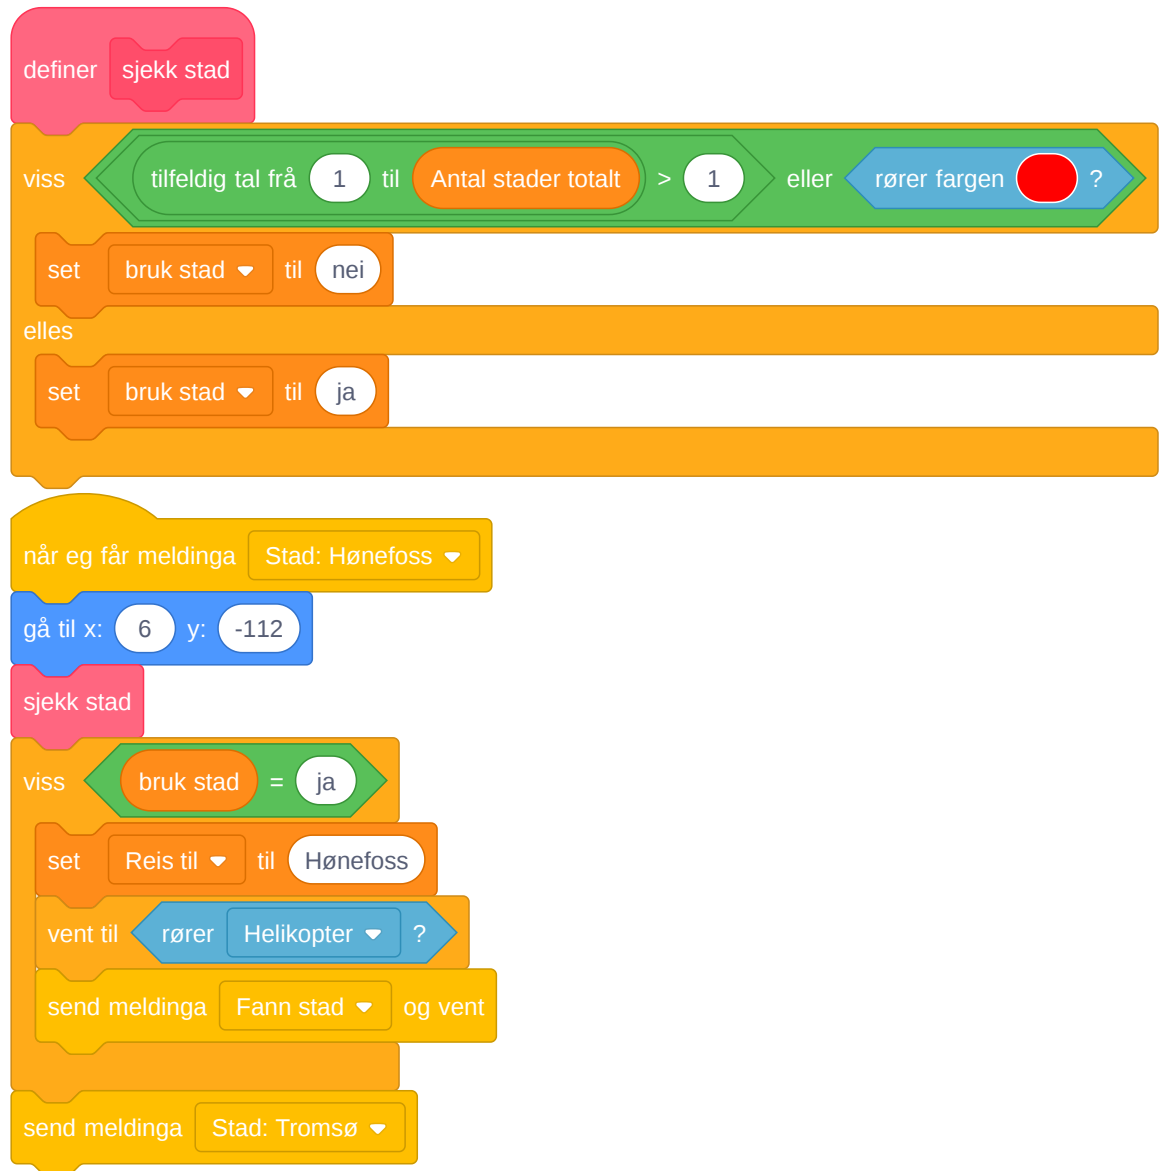 definer sjekk stad
viss tilfeldig tal frå 1 til Antal stader totalt > 1 eller rører fargen ?
set bruk stad til nei
elles
set bruk stad til ja
når eg får meldinga Stad: Hønefoss
gå til x: 6 y: -112
sjekk stad
viss bruk stad = ja
set Reis til til Hønefoss
vent til rører Helikopter ?
send meldinga Fann stad og vent
send meldinga Stad: Tromsø